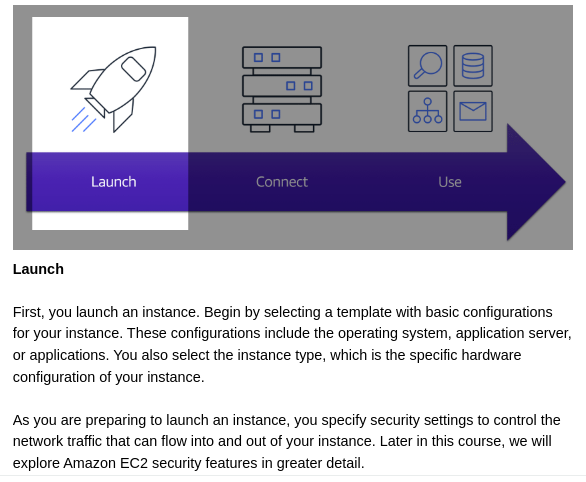 Launch Connect Use
Launch
First, you launch an instance. Begin by selecting a template with basic configurations
for your instance. These configurations include the operating system, application server,
or applications. You also select the instance type, which is the specific hardware
configuration of your instance.
As you are preparing to launch an instance, you specify security settings to control the
network traffic that can flow into and out of your instance. Later in this course, we will
explore Amazon EC2 security features in greater detail.